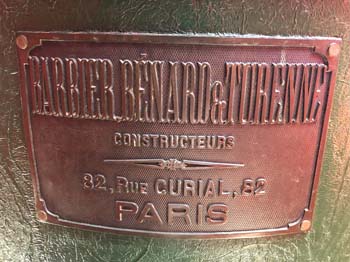 BARBIER, BÉNARD & TURENNE
CONSTRUCTEURS
82, RUE CURIAL, 82
PARIS